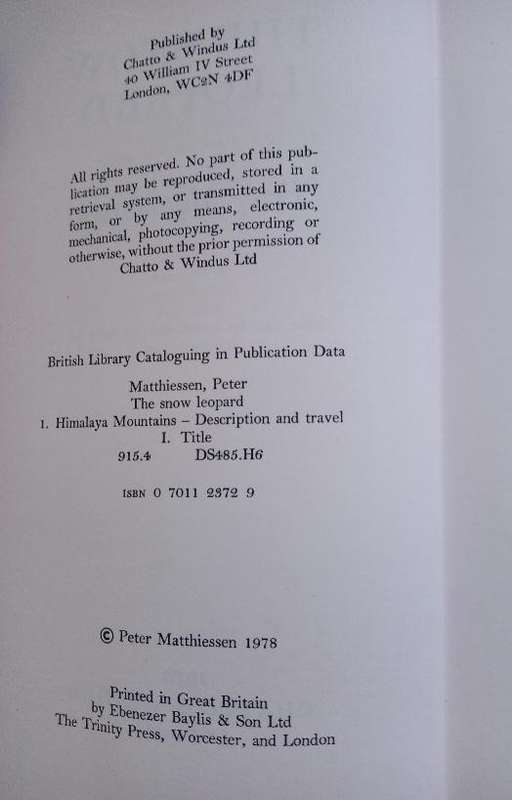 Published by
Chatto & Windus Ltd
40 William IV Street
London, WC2N 4DF
All rights reserved. No part of this pub-
lication may be reproduced, stored in a
retrieval system, or transmitted in any
form, or by any means, electronic,
mechanical, photocopying, recording or
otherwise, without the prior permission of
Chatto & Windus Ltd
British Library Cataloguing in Publication Data
Matthiessen, Peter
The snow leopard
1. Himalaya Mountains – Description and travel
I. Title
915.4 DS485.H6
ISBN 0 7011 2372 9
© Peter Matthiessen 1978
Printed in Great Britain
by Ebenezer Baylis & Son Ltd
The Trinity Press, Worcester, and London